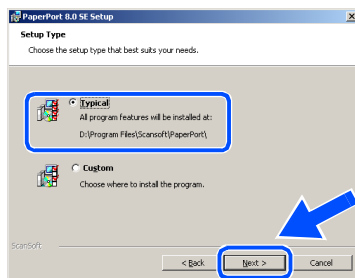 PaperPort 8.0 SE Setup
Setup Type
Choose the setup type that best suits your needs.
Typical
All program features will be installed at:
D:\Program Files\Scansoft\PaperPort\
Custom
Choose where to install the program.
ScanSoft
< Back Next > Cancel